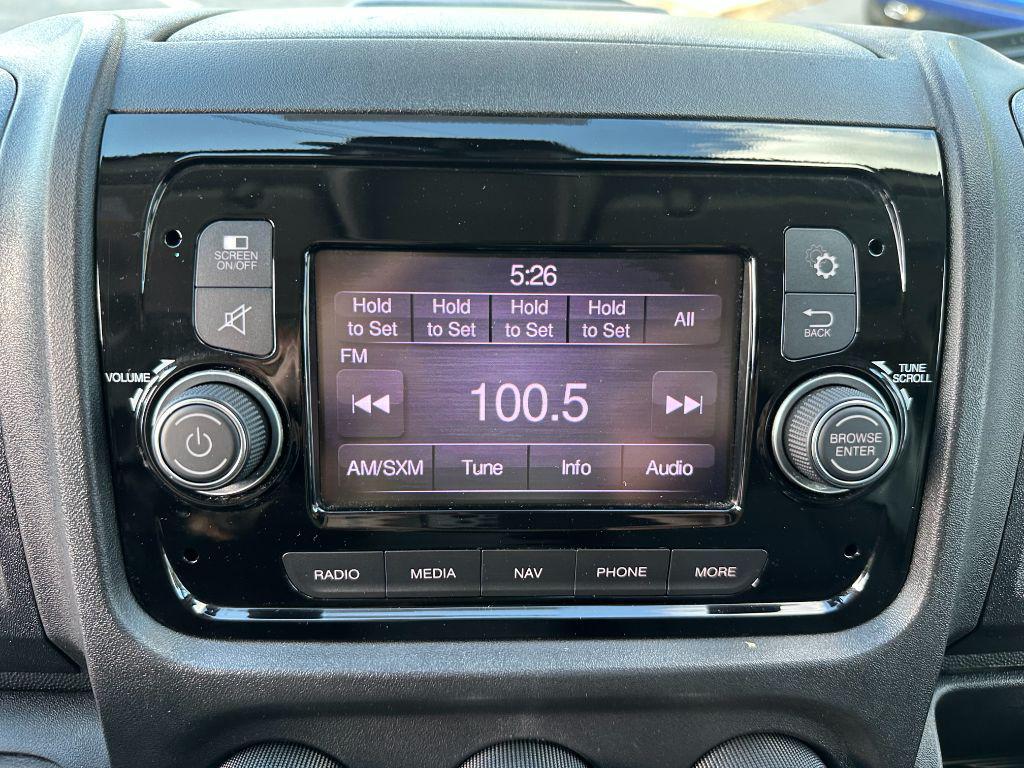 SCREEN
ON/OFF
VOLUME
5:26
Hold
to Set
Hold
to Set
Hold
to Set
Hold
to Set
All
FM
100.5
AM/SXM
Tune
Info
Audio
BACK
TUNE
SCROLL
BROWSE
ENTER
RADIO
MEDIA
NAV
PHONE
MORE